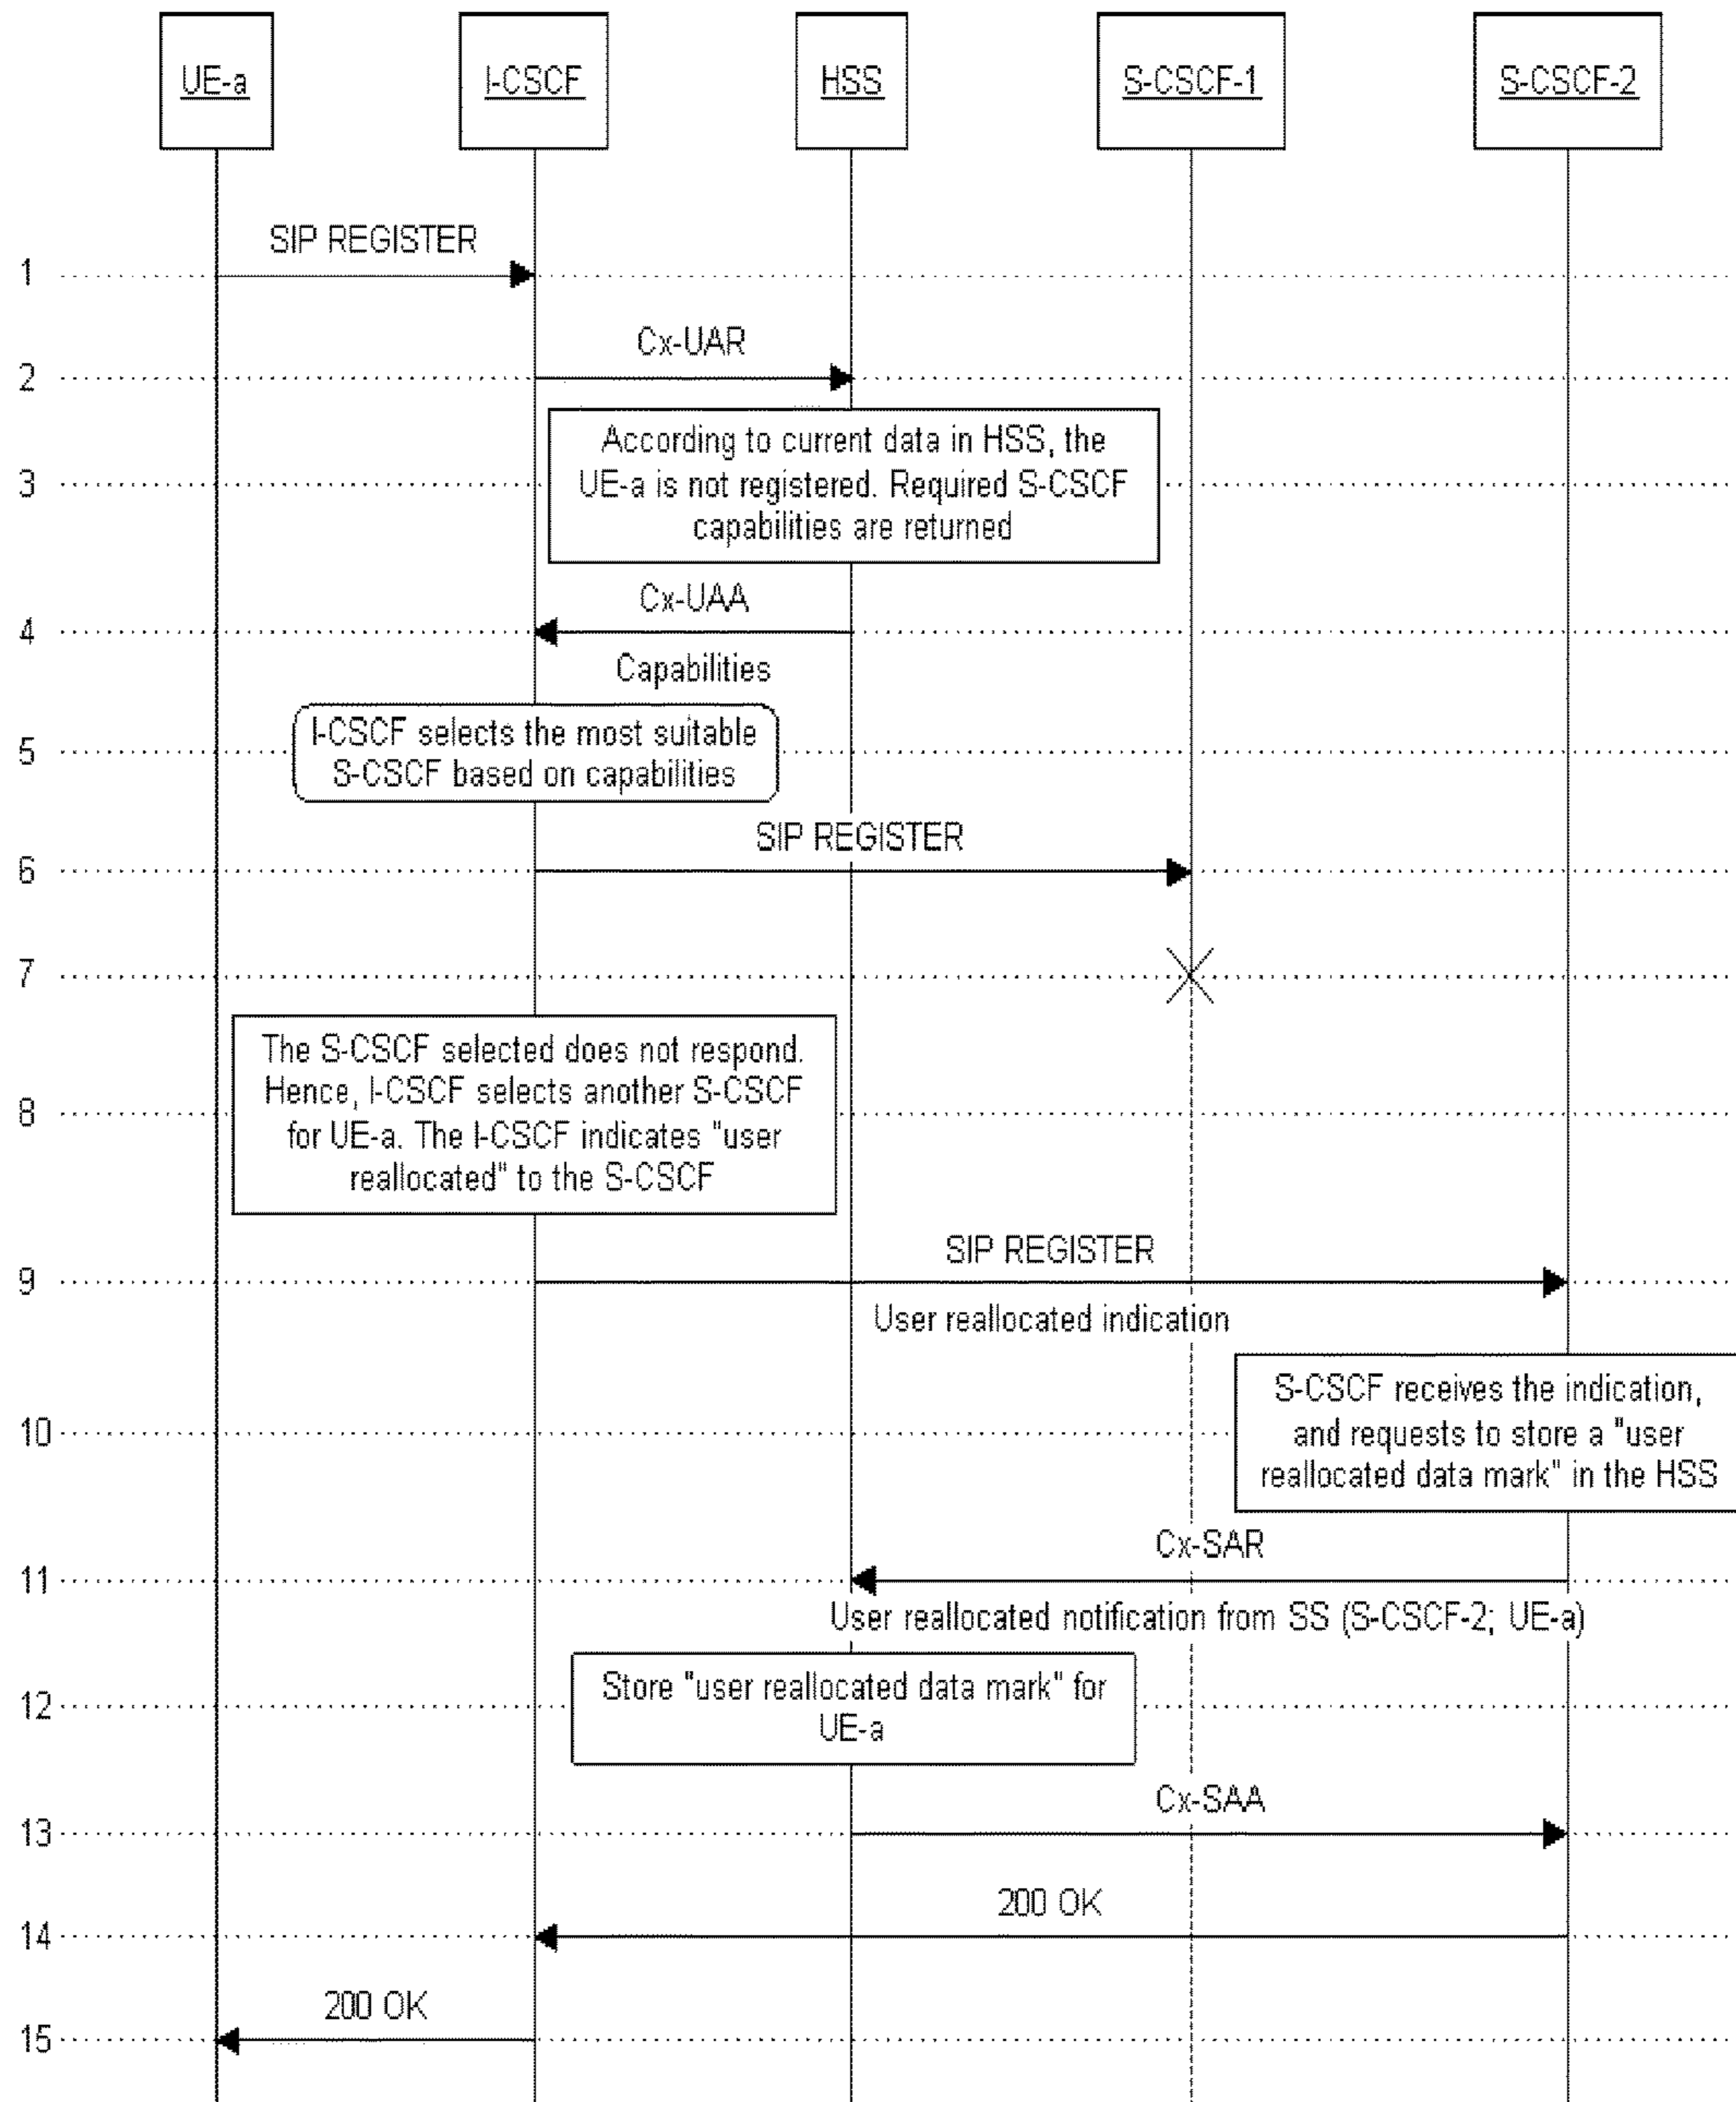 UE-a
I-CSCF
HSS
S-CSCF-1
S-CSCF-2
SIP REGISTER
1
Cx-UAR
2
According to current data in HSS, the
UE-a is not registered. Required S-CSCF
capabilities are returned
3
Cx-UAA
4
Capabilities
I-CSCF selects the most suitable
S-CSCF based on capabilities
5
SIP REGISTER
6
7
The S-CSCF selected does not respond.
Hence, I-CSCF selects another S-CSCF
for UE-a. The I-CSCF indicates "user
reallocated" to the S-CSCF
8
SIP REGISTER
9
User reallocated indication
S-CSCF receives the indication,
and requests to store a "user
reallocated data mark" in the HSS
10
Cx-SAR
11
User reallocated notification from SS (S-CSCF-2; UE-a)
Store "user reallocated data mark" for
UE-a
12
Cx-SAA
13
200 OK
14
200 OK
15